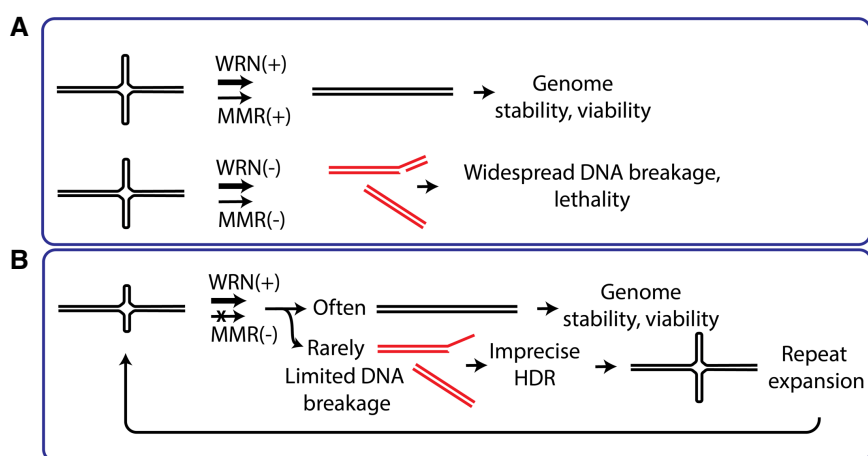 A
WRN(+)
MMR(+)
Genome
stability, viability
WRN(-)
MMR(-)
Widespread DNA breakage,
lethality
B
WRN(+)
x
MMR(-)
Often
Genome
stability, viability
Rarely
Limited DNA
breakage
Imprecise
HDR
Repeat
expansion